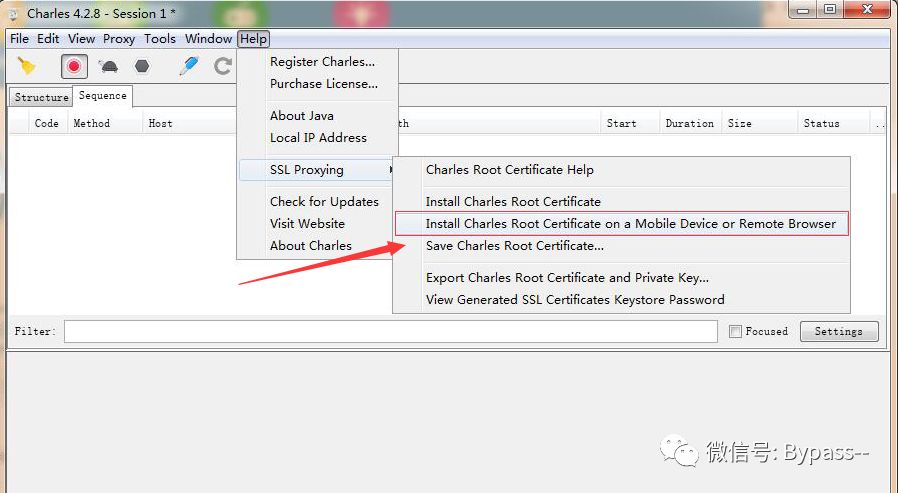 Charles 4.2.8 - Session 1 *
File Edit View Proxy Tools Window Help
Register Charles...
Purchase License...
About Java
Local IP Address
SSL Proxying
Check for Updates
Visit Website
About Charles
Charles Root Certificate Help
Install Charles Root Certificate
Install Charles Root Certificate on a Mobile Device or Remote Browser
Save Charles Root Certificate...
Export Charles Root Certificate and Private Key...
View Generated SSL Certificates Keystore Password
Structure Sequence
Code Method Host th Start Duration Size Status ...
Filter: Focused Settings
微信号: Bypass--